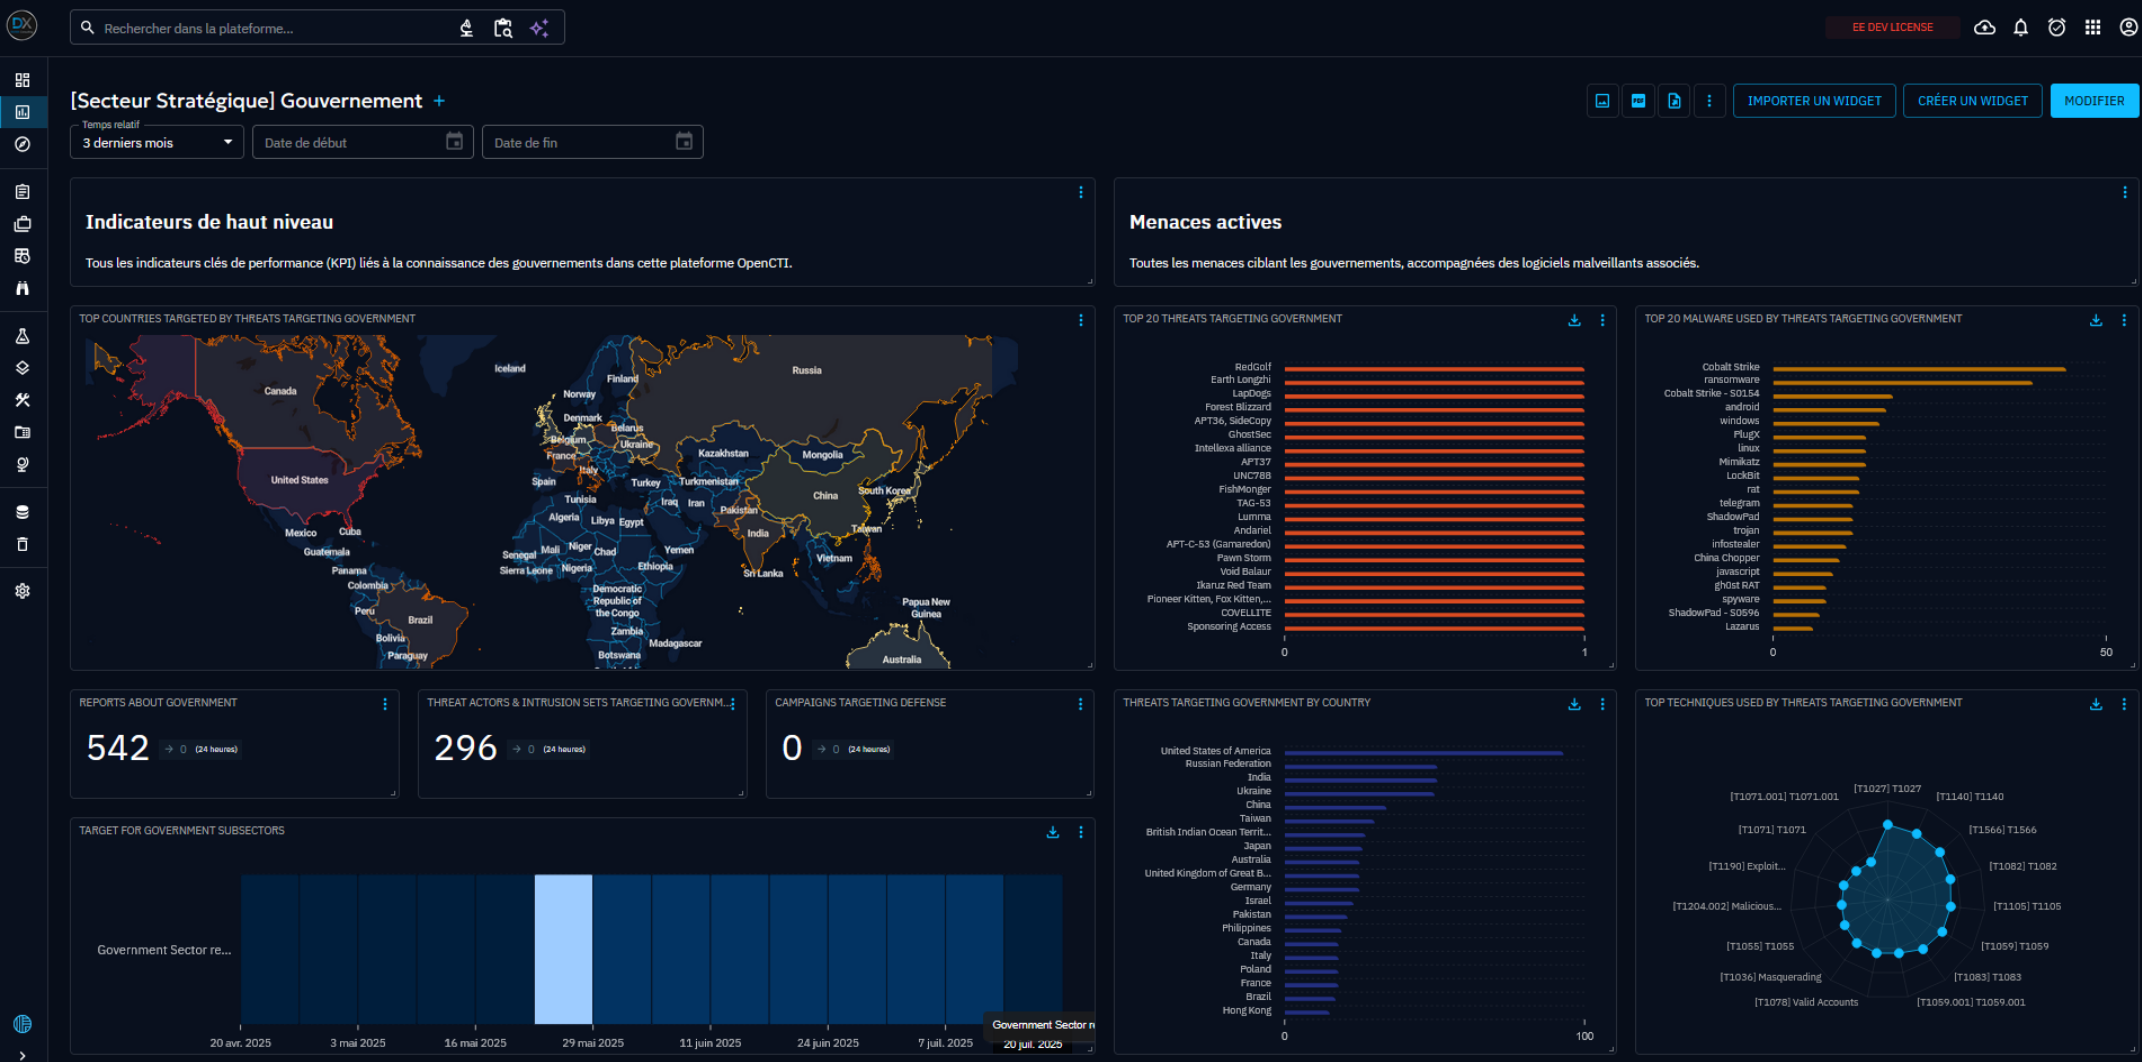 DX
Rechercher dans la plateforme...
EE DEV LICENSE
[Secteur Stratégique] Gouvernement +
PDF
IMPORTER UN WIDGET
CRÉER UN WIDGET
MODIFIER
Temps relatif
3 derniers mois
Date de début
Date de fin
Indicateurs de haut niveau
Tous les indicateurs clés de performance (KPI) liés à la connaissance des gouvernements dans cette plateforme OpenCTI.
Menaces actives
Toutes les menaces ciblant les gouvernements, accompagnées des logiciels malveillants associés.
TOP COUNTRIES TARGETED BY THREATS TARGETING GOVERNMENT
Iceland
Russia
Finland
Canada
Norway
Denmark
Belarus
Belgium
Ukraine
France
Kazakhstan
Mongolia
Italy
United States
Spain
Turkey
Turkmenistan
South Korea
China
Tunisia
Iraq
Iran
Pakistan
Algeria
Libya
Egypt
Taiwan
Mexico
Cuba
India
Guatemala
Senegal
Mali
Niger
Chad
Yemen
Vietnam
Panama
Sierra Leone
Nigeria
Ethiopia
Sri Lanka
Colombia
Democratic
Republic of
the Congo
Papua New
Guinea
Peru
Brazil
Zambia
Bolivia
Madagascar
Paraguay
Botswana
Australia
TOP 20 THREATS TARGETING GOVERNMENT
RedGolf
Earth Longzhi
LapDogs
Forest Blizzard
APT36, SideCopy
GhostSec
Intellexa alliance
APT37
UNC788
FishMonger
TAG-53
Lumma
Andariel
APT-C-53 (Gamaredon)
Pawn Storm
Void Balaur
Ikaruz Red Team
Pioneer Kitten, Fox Kitten,...
COVELLITE
Sponsoring Access
0
1
TOP 20 MALWARE USED BY THREATS TARGETING GOVERNMENT
Cobalt Strike
ransomware
Cobalt Strike - S0154
android
windows
PlugX
linux
Mimikatz
LockBit
rat
telegram
ShadowPad
trojan
infostealer
China Chopper
javascript
gh0st RAT
spyware
ShadowPad - S0596
Lazarus
0
50
REPORTS ABOUT GOVERNMENT
542 → 0 (24 heures)
THREAT ACTORS & INTRUSION SETS TARGETING GOVERNM...
296 → 0 (24 heures)
CAMPAIGNS TARGETING DEFENSE
0 → 0 (24 heures)
THREATS TARGETING GOVERNMENT BY COUNTRY
United States of America
Russian Federation
India
Ukraine
China
Taiwan
British Indian Ocean Territ...
Japan
Australia
United Kingdom of Great B...
Germany
Israel
Pakistan
Philippines
Canada
Italy
Poland
France
Brazil
Hong Kong
0
100
TOP TECHNIQUES USED BY THREATS TARGETING GOVERNMENT
[T1027] T1027
[T1071.001] T1071.001
[T1140] T1140
[T1071] T1071
[T1566] T1566
[T1190] Exploit...
[T1082] T1082
[T1204.002] Malicious...
[T1105] T1105
[T1055] T1055
[T1059] T1059
[T1036] Masquerading
[T1083] T1083
[T1078] Valid Accounts
[T1059.001] T1059.001
TARGET FOR GOVERNMENT SUBSECTORS
Government Sector re...
Government Sector r
20 avr. 2025
3 mai 2025
16 mai 2025
29 mai 2025
11 juin 2025
24 juin 2025
7 juil. 2025
20 juil. 2025